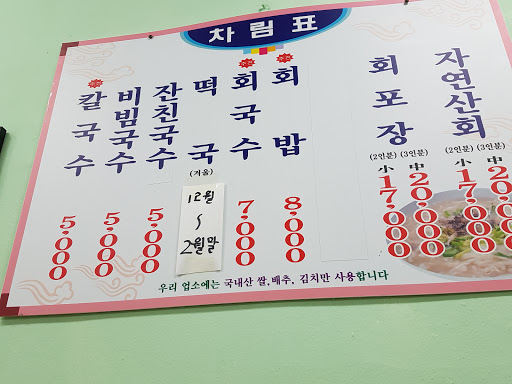 차림표
칼국수
5,000
비빔국수
5,000
잔친국수
5,000
떡국
(겨울)
12월
~
2월말
회국수
7,000
회밥
8,000
회포장
(2인분) (3인분)
小 中
17,000 20,000
자연산회
(2인분) (3인분)
小 中
17,000 20,000
우리 업소에는 국내산 쌀,배추, 김치만 사용합니다